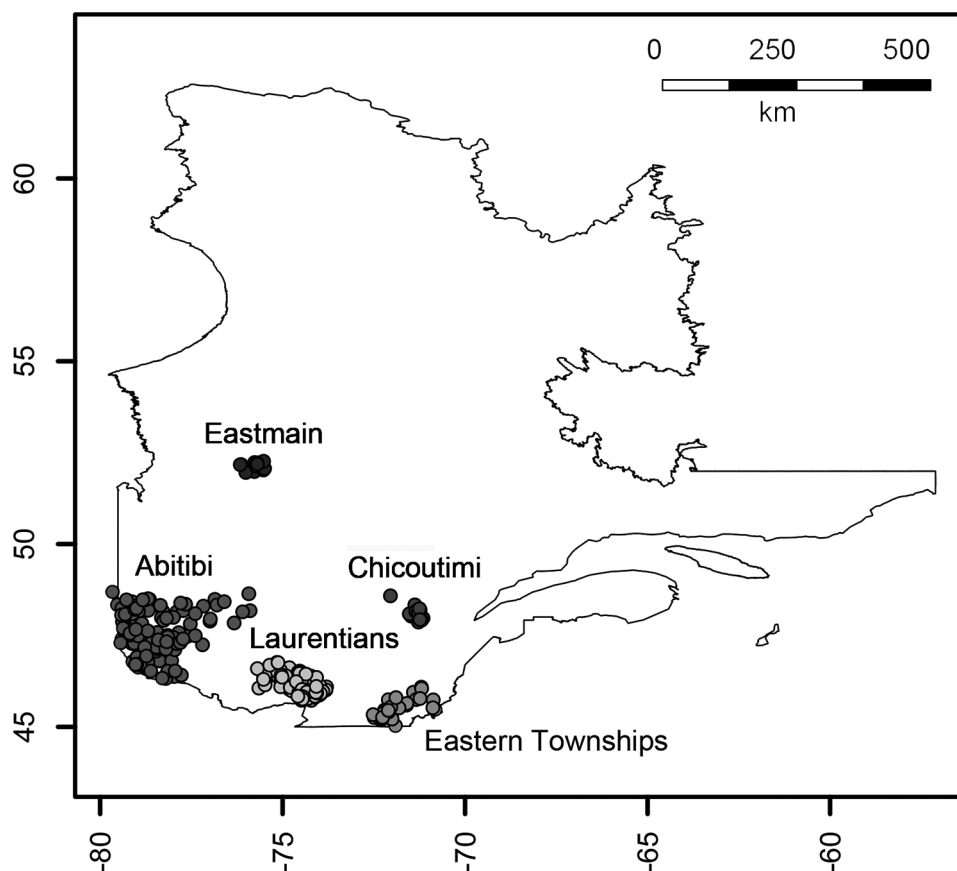 0 250 500
km
60
55
Eastmain
50
Abitibi
Chicoutimi
Laurentians
45
Eastern Townships
-80 -75 -70 -65 -60